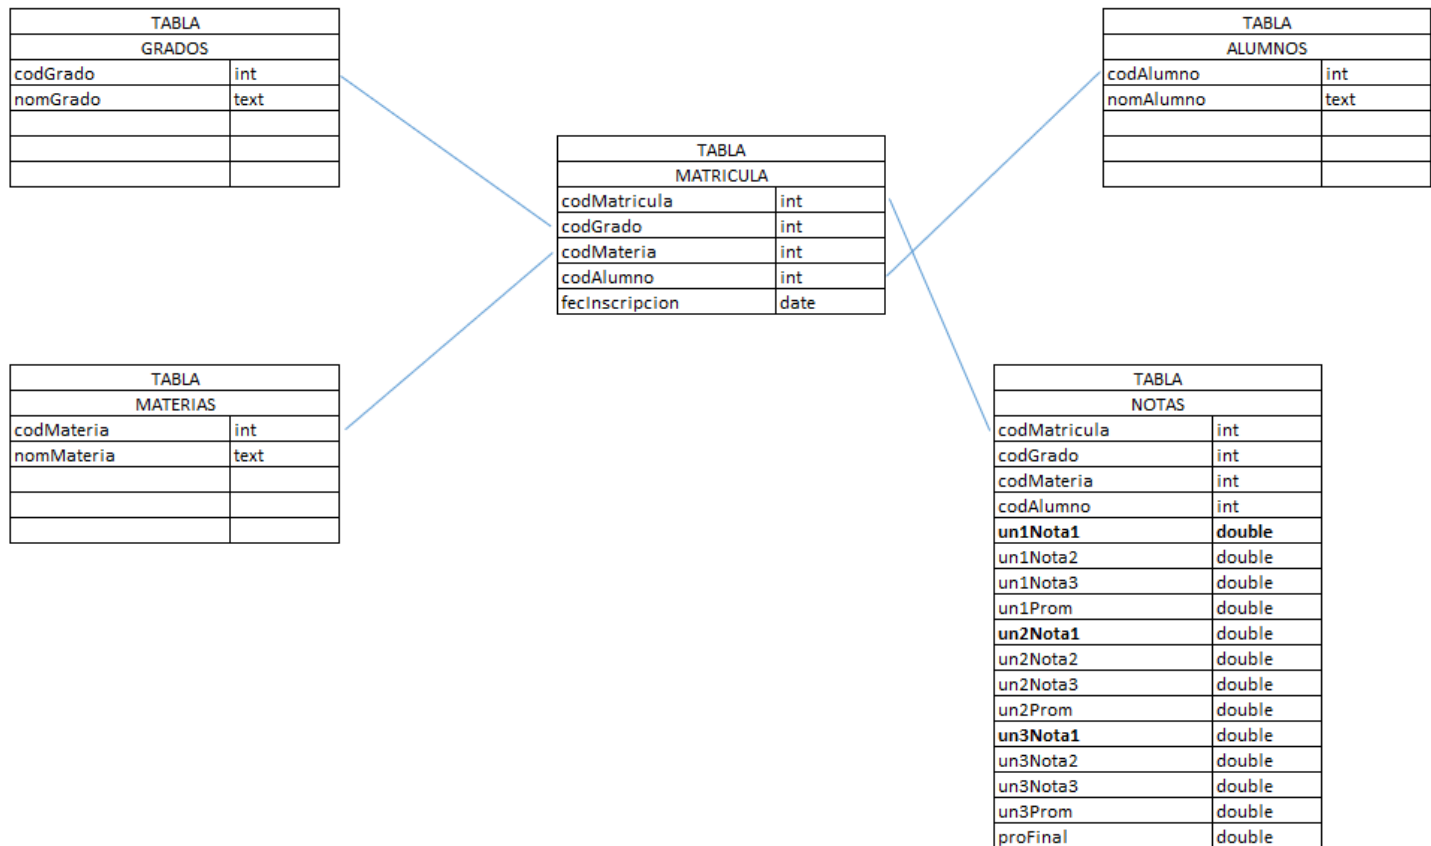 TABLA
GRADOS
codGrado int
nomGrado text
TABLA
ALUMNOS
codAlumno int
nomAlumno text
TABLA
MATRICULA
codMatricula int
codGrado int
codMateria int
codAlumno int
fecInscripcion date
TABLA
MATERIAS
codMateria int
nomMateria text
TABLA
NOTAS
codMatricula int
codGrado int
codMateria int
codAlumno int
un1Nota1 double
un1Nota2 double
un1Nota3 double
un1Prom double
un2Nota1 double
un2Nota2 double
un2Nota3 double
un2Prom double
un3Nota1 double
un3Nota2 double
un3Nota3 double
un3Prom double
proFinal double